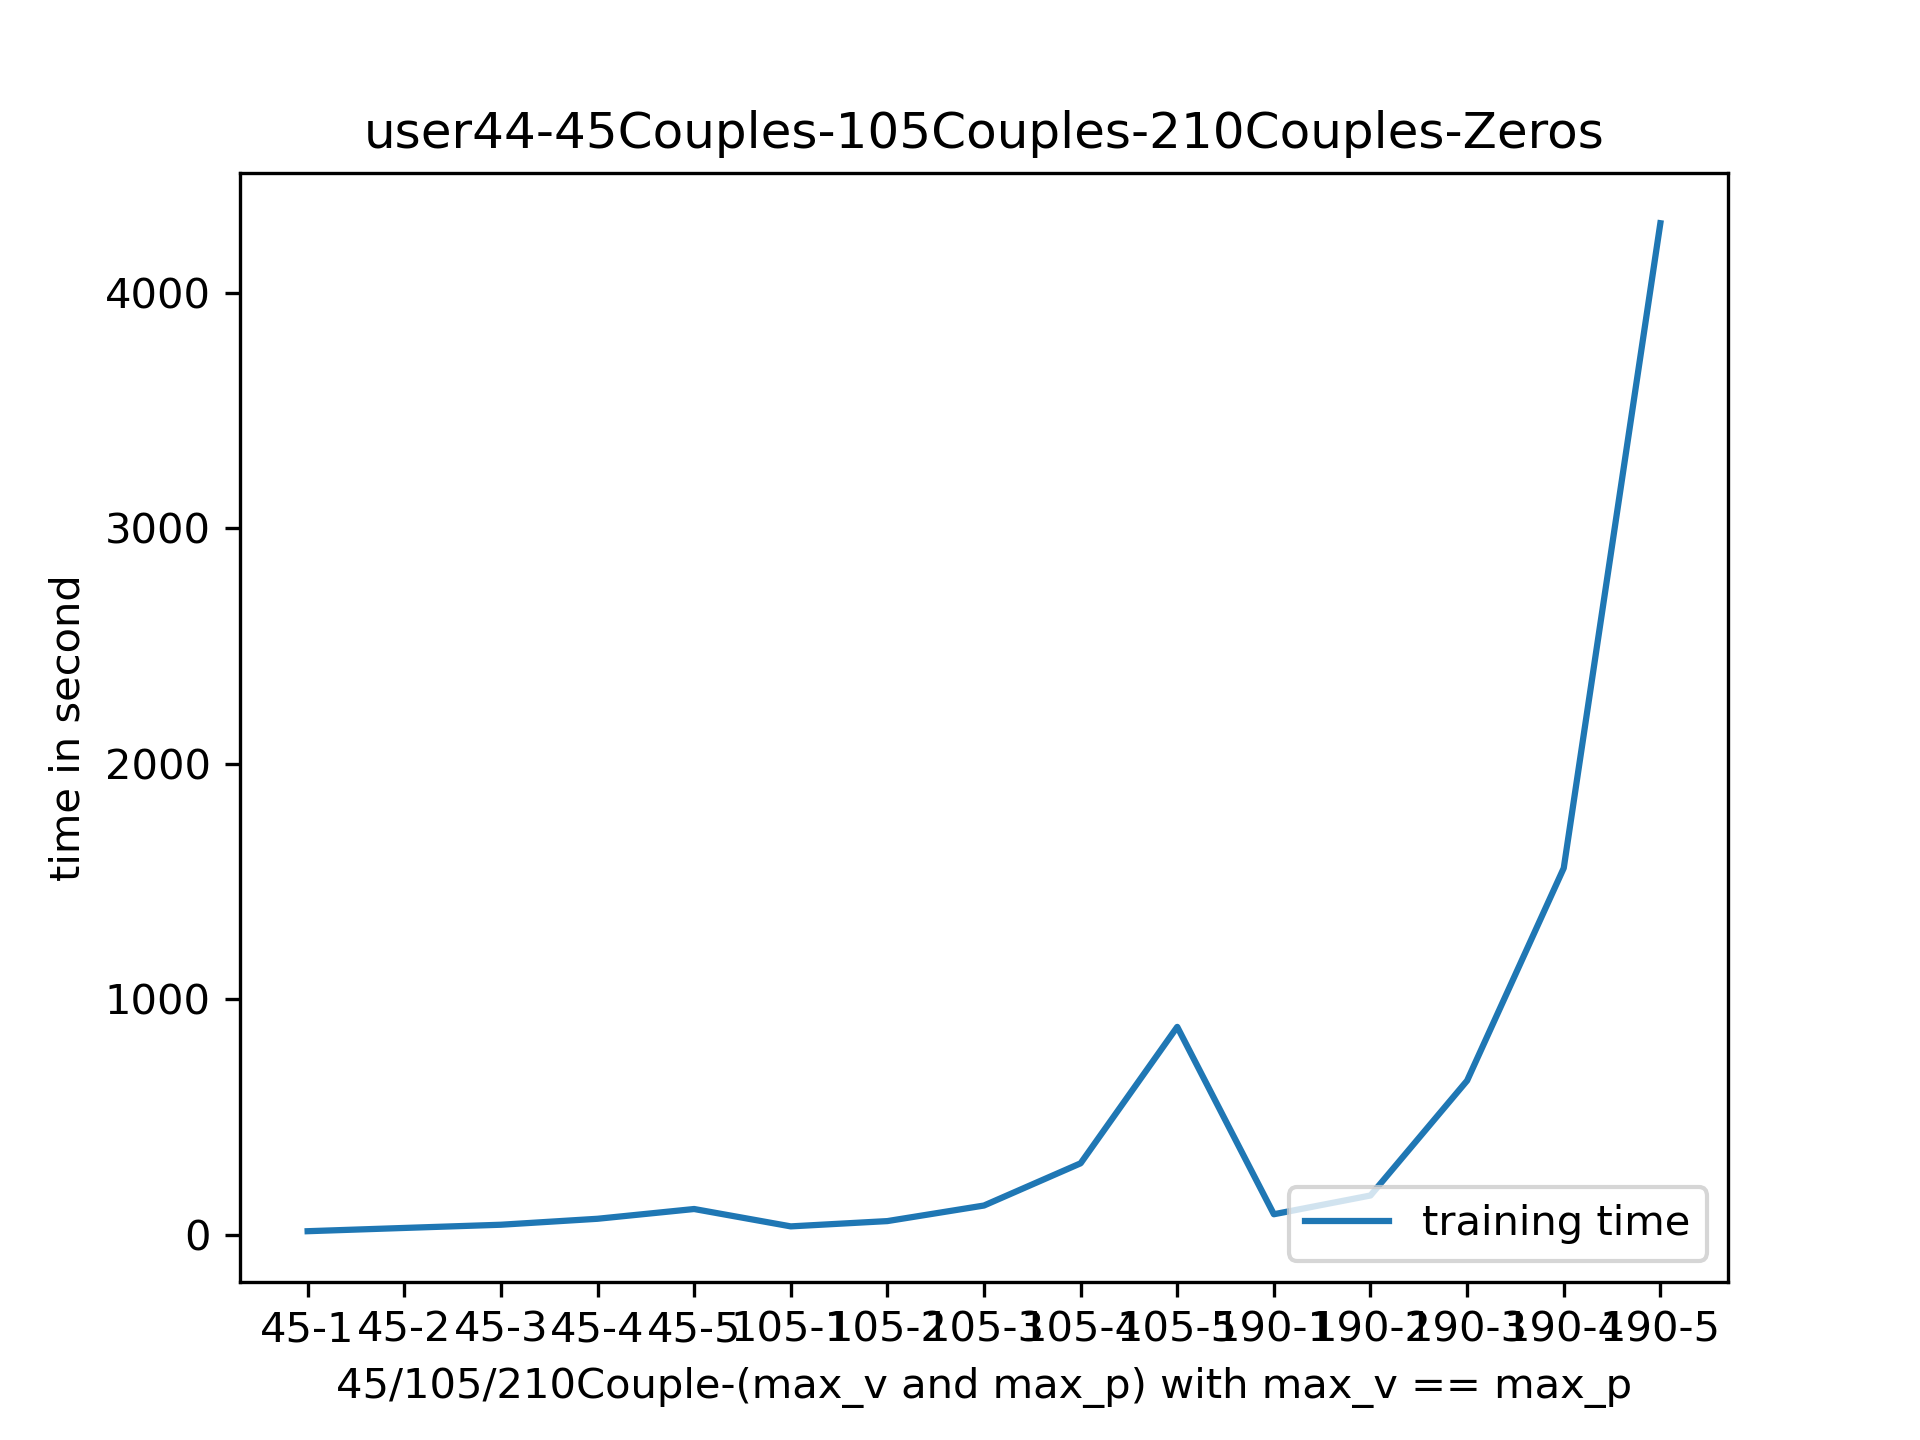 user44-45Couples-105Couples-210Couples-Zeros
4000
3000
2000
1000
0
time in second
training time
45-1 45-2 45-3 45-4 45-5 105-1 105-2 105-3 105-4 105-5 190-1 190-2 190-3 190-4 190-5
45/105/210Couple-(max_v and max_p) with max_v == max_p